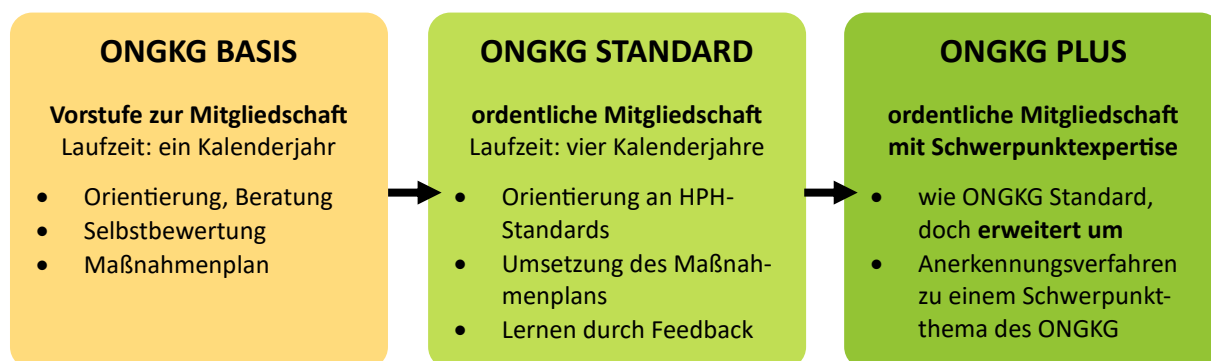 ONGKG BASIS
Vorstufe zur Mitgliedschaft
Laufzeit: ein Kalenderjahr
• Orientierung, Beratung
• Selbstbewertung
• Maßnahmenplan
ONGKG STANDARD
ordentliche Mitgliedschaft
Laufzeit: vier Kalenderjahre
• Orientierung an HPH-
Standards
• Umsetzung des Maßnah-
menplans
• Lernen durch Feedback
ONGKG PLUS
ordentliche Mitgliedschaft
mit Schwerpunktexpertise
• wie ONGKG Standard,
doch erweitert um
• Anerkennungsverfahren
zu einem Schwerpunkt-
thema des ONGKG